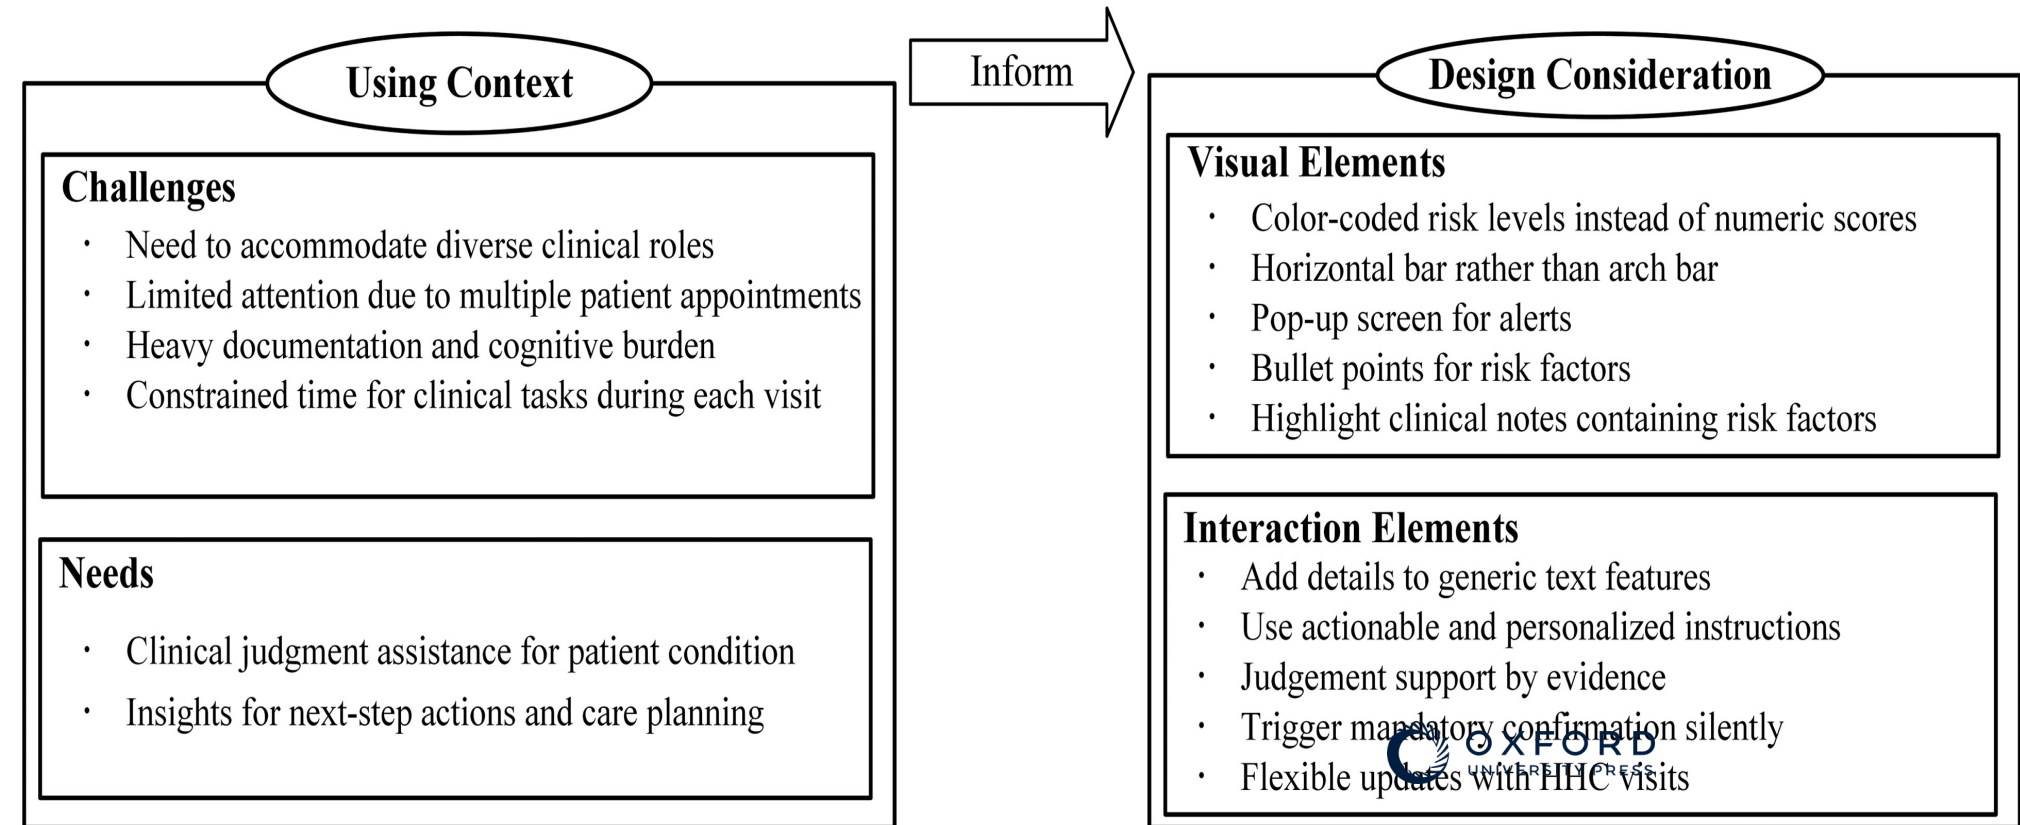 Using Context
Challenges
· Need to accommodate diverse clinical roles
· Limited attention due to multiple patient appointments
· Heavy documentation and cognitive burden
· Constrained time for clinical tasks during each visit
Needs
· Clinical judgment assistance for patient condition
· Insights for next-step actions and care planning
Inform
Design Consideration
Visual Elements
· Color-coded risk levels instead of numeric scores
· Horizontal bar rather than arch bar
· Pop-up screen for alerts
· Bullet points for risk factors
· Highlight clinical notes containing risk factors
Interaction Elements
· Add details to generic text features
· Use actionable and personalized instructions
· Judgement support by evidence
· Trigger mandatory confirmation silently
· Flexible updates with HHC visits
OXFORD
UNIVERSITY PRESS